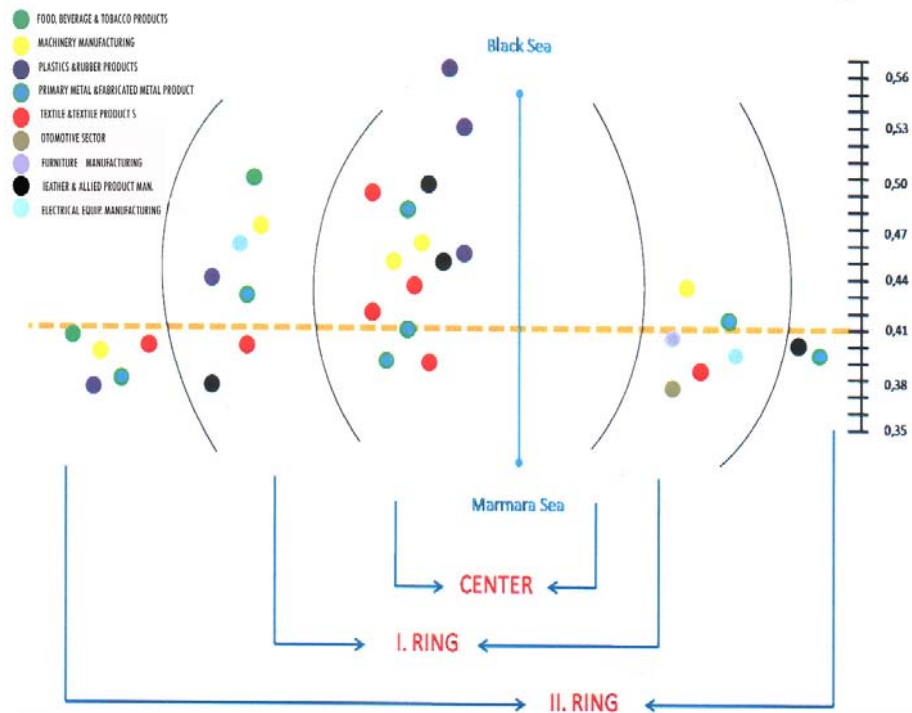 FOOD, BEVERAGE & TOBACCO PRODUCTS
MACHINERY MANUFACTURING
PLASTICS &RUBBER PRODUCTS
PRIMARY METAL &FABRICATED METAL PRODUCT
TEXTILE &TEXTILE PRODUCT S
OTOMOTIVE SECTOR
FURNITURE MANUFACTURING
lEATHER & ALLIED PRODUCT MAN.
ELECTRICAL EQUIP. MANUFACTURING
Black Sea
0,56
0,53
0,50
0,47
0,44
0,41
0,38
0,35
Marmara Sea
CENTER
I. RING
II. RING